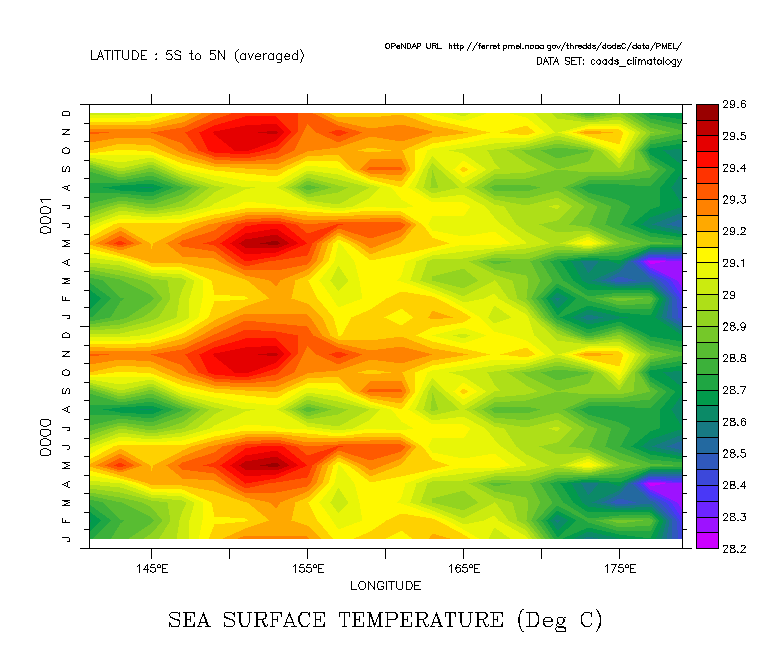 OPeNDAP URL http://ferret.pmel.noaa.gov/thredds/dodsC/data/PMEL/
LATITUDE : 5S to 5N (averaged)
DATA SET: coads_climatology
D
N
O
S
A
J
J
M
A
M
F
J
D
N
O
S
A
J
J
M
A
M
F
J
0001
0000
29.6
29.5
29.4
29.3
29.2
29.1
29
28.9
28.8
28.7
28.6
28.5
28.4
28.3
28.2
145°E
155°E
165°E
175°E
LONGITUDE
SEA SURFACE TEMPERATURE (Deg C)